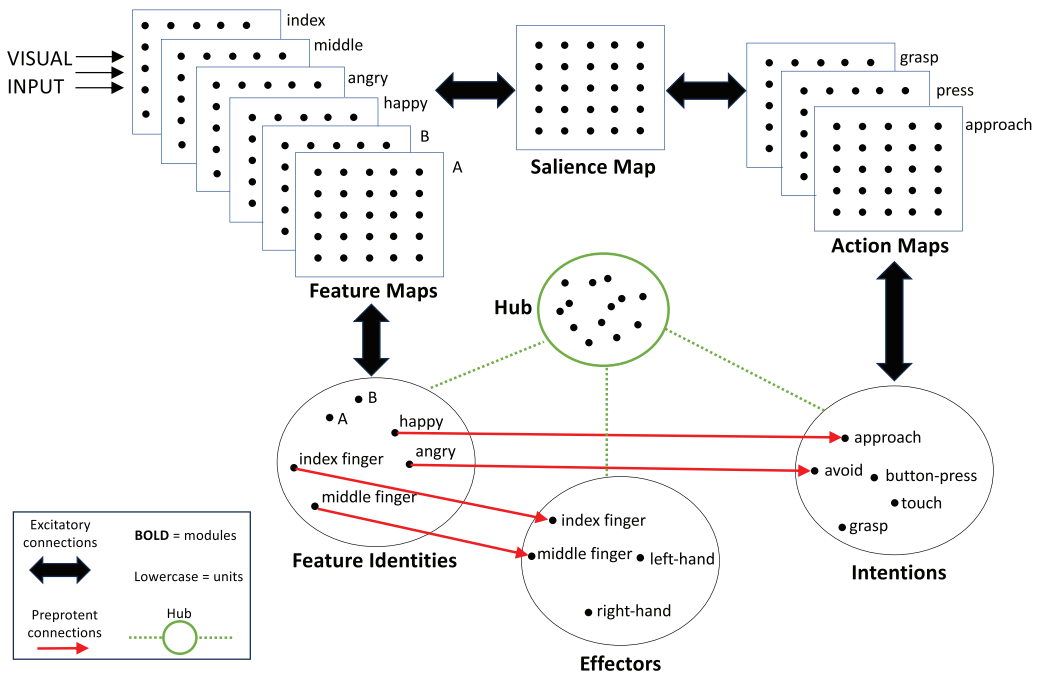 VISUAL
INPUT
index
middle
angry
happy
B
A
Feature Maps
Salience Map
grasp
press
approach
Action Maps
Hub
B
A
happy
angry
index finger
middle finger
Feature Identities
index finger
middle finger
left-hand
right-hand
Effectors
approach
avoid
button-press
touch
grasp
Intentions
Excitatory
connections
BOLD = modules
Lowercase = units
Preprotent
connections
Hub